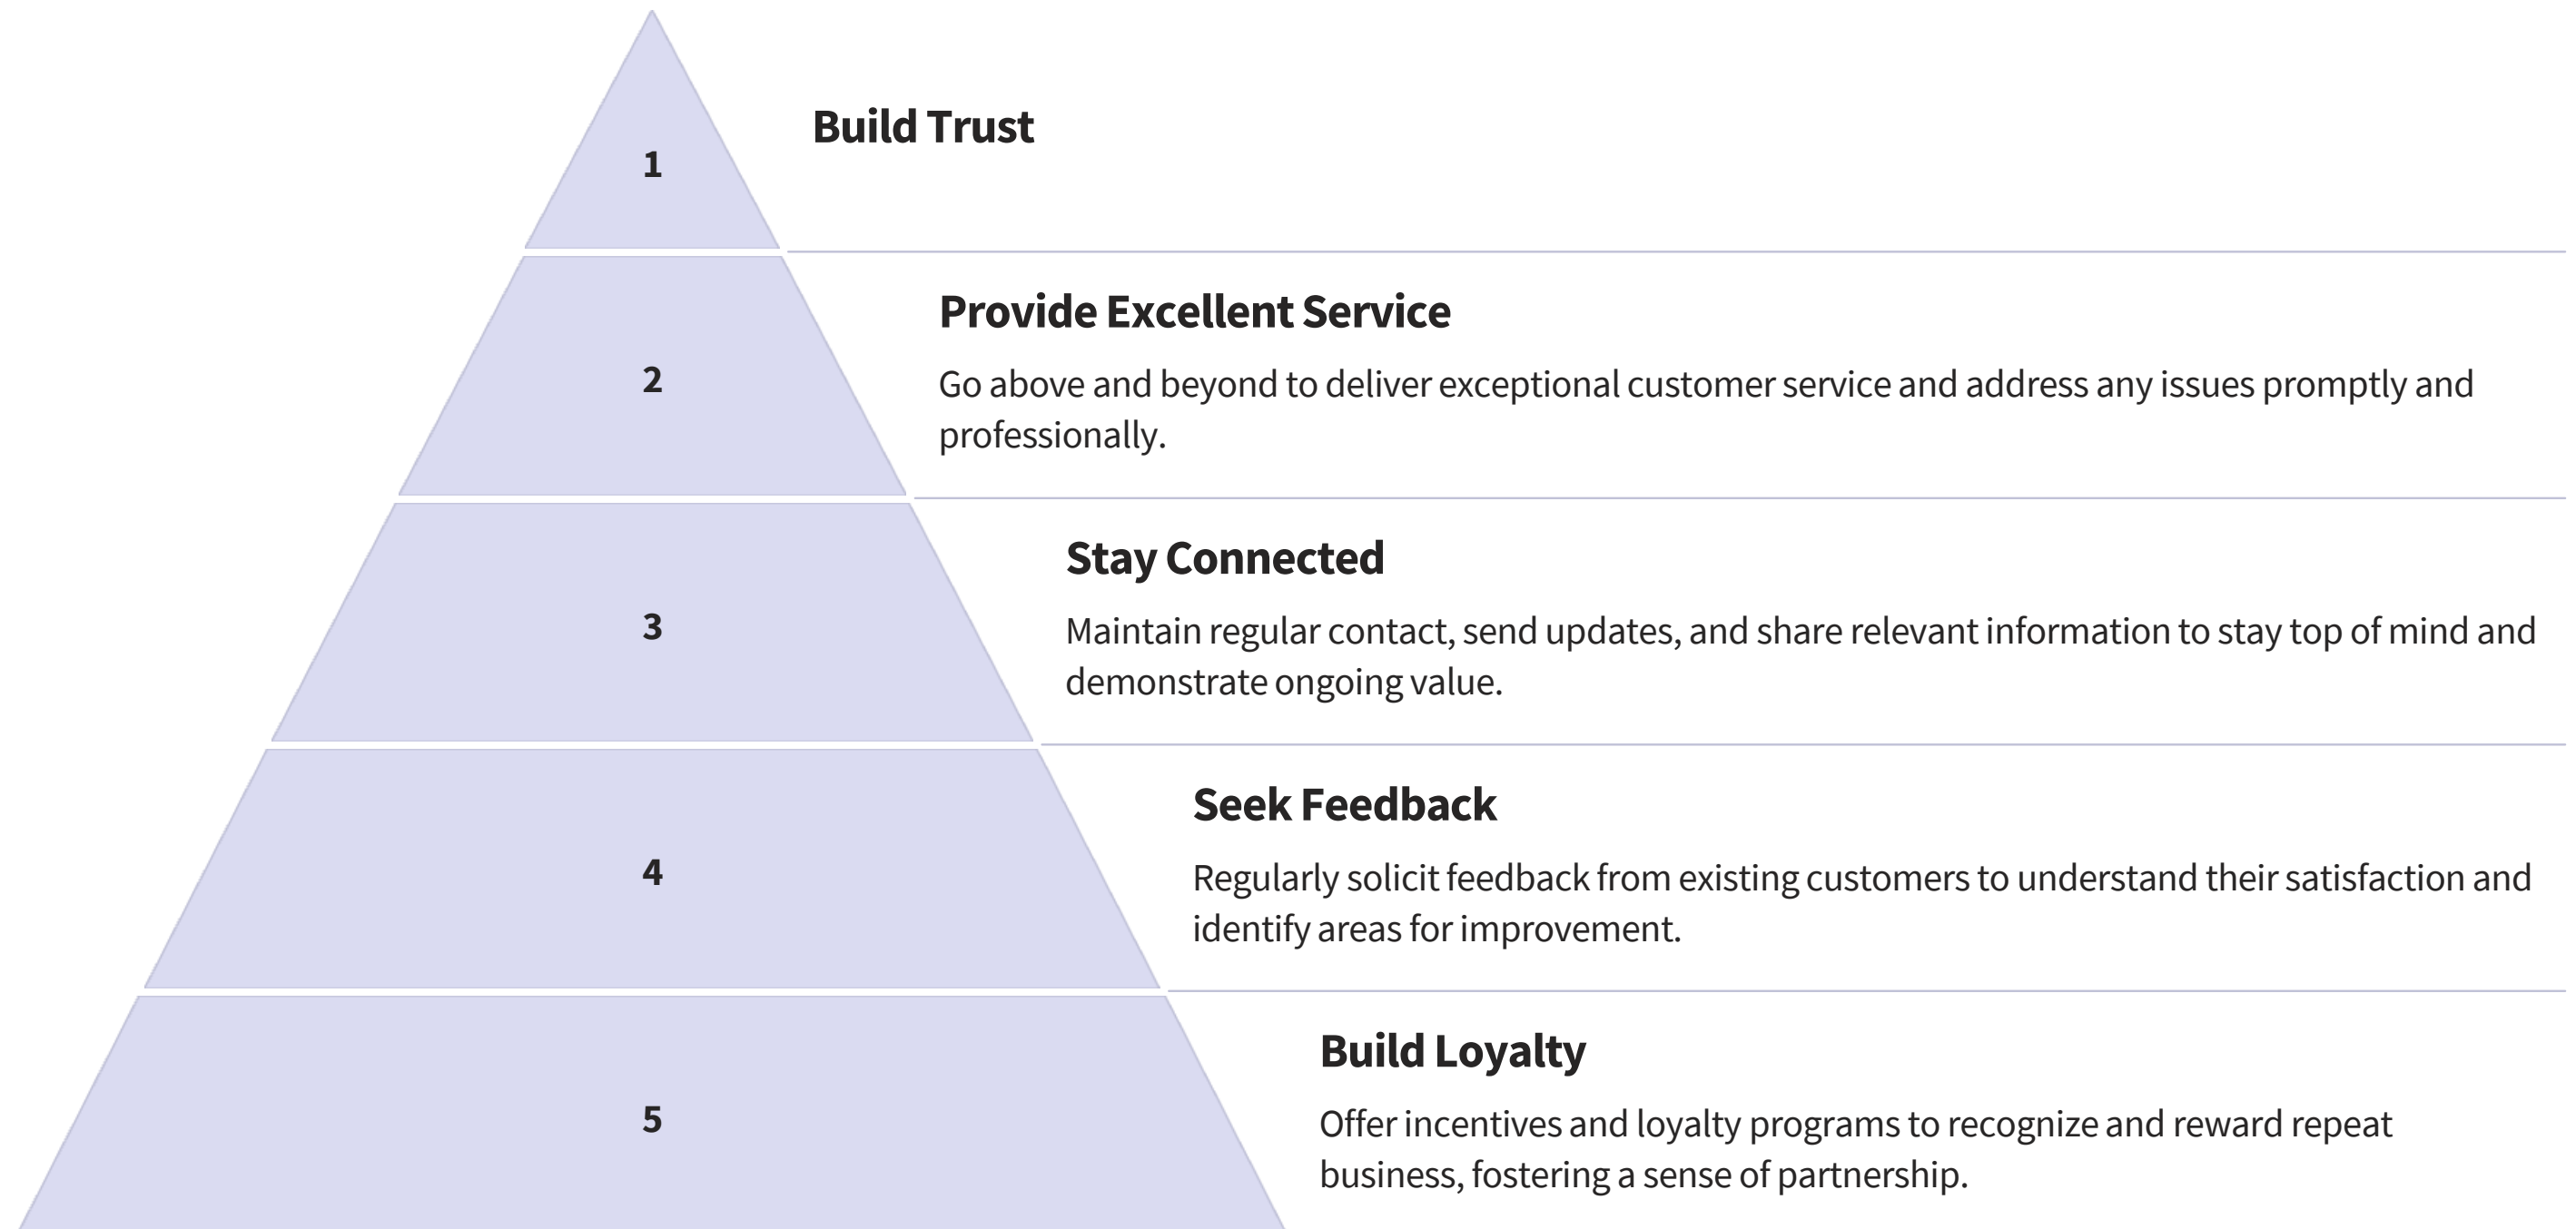 1
Build Trust
2
Provide Excellent Service
Go above and beyond to deliver exceptional customer service and address any issues promptly and
professionally.
3
Stay Connected
Maintain regular contact, send updates, and share relevant information to stay top of mind and
demonstrate ongoing value.
4
Seek Feedback
Regularly solicit feedback from existing customers to understand their satisfaction and
identify areas for improvement.
5
Build Loyalty
Offer incentives and loyalty programs to recognize and reward repeat
business, fostering a sense of partnership.